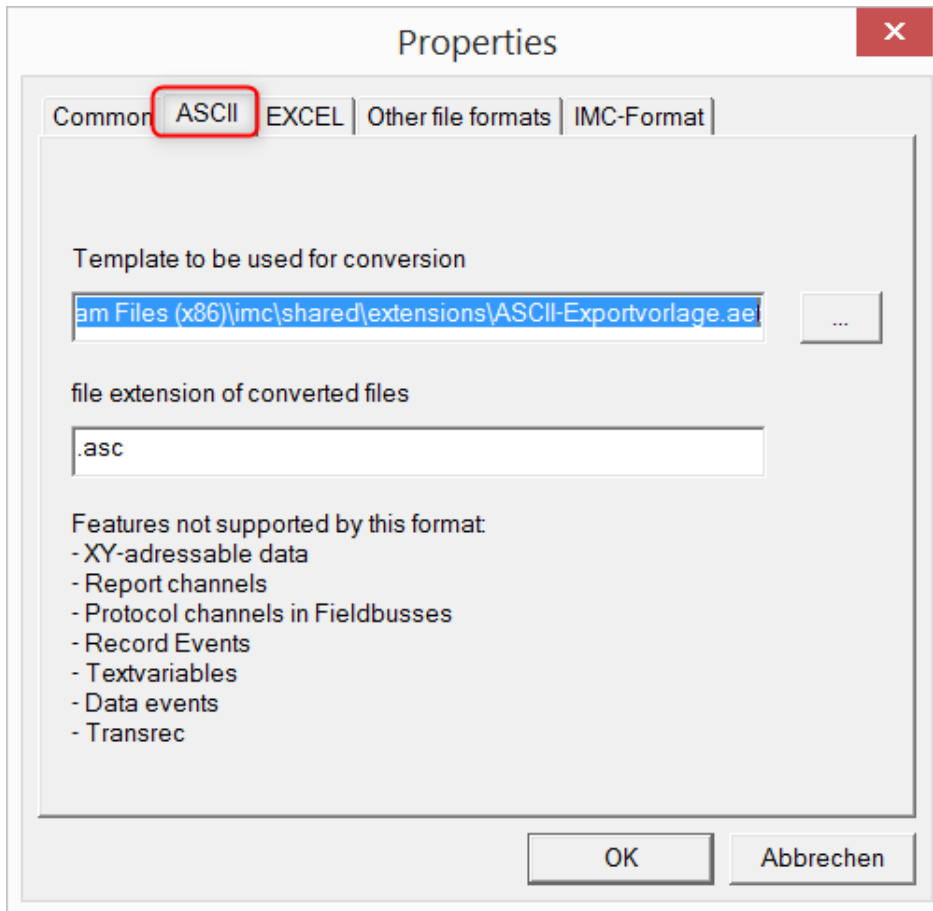 Properties
Common ASCII EXCEL Other file formats IMC-Format
Template to be used for conversion
am Files (x86)\imc\shared\extensions\ASCII-Exportvorlage.aet
...
file extension of converted files
.asc
Features not supported by this format:
- XY-adressable data
- Report channels
- Protocol channels in Fieldbusses
- Record Events
- Textvariables
- Data events
- Transrec
OK Abbrechen